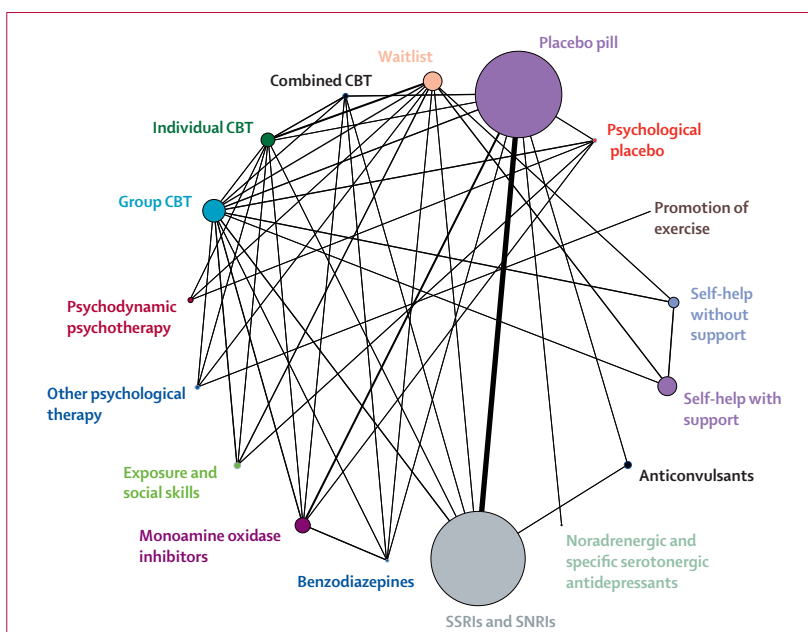 Placebo pill
Waitlist
Combined CBT
Individual CBT
Psychological
placebo
Group CBT
Promotion of
exercise
Psychodynamic
psychotherapy
Self-help
without
support
Other psychological
therapy
Self-help with
support
Exposure and
social skills
Anticonvulsants
Monoamine oxidase
inhibitors
Noradrenergic and
specific serotonergic
antidepressants
Benzodiazepines
SSRIs and SNRIs